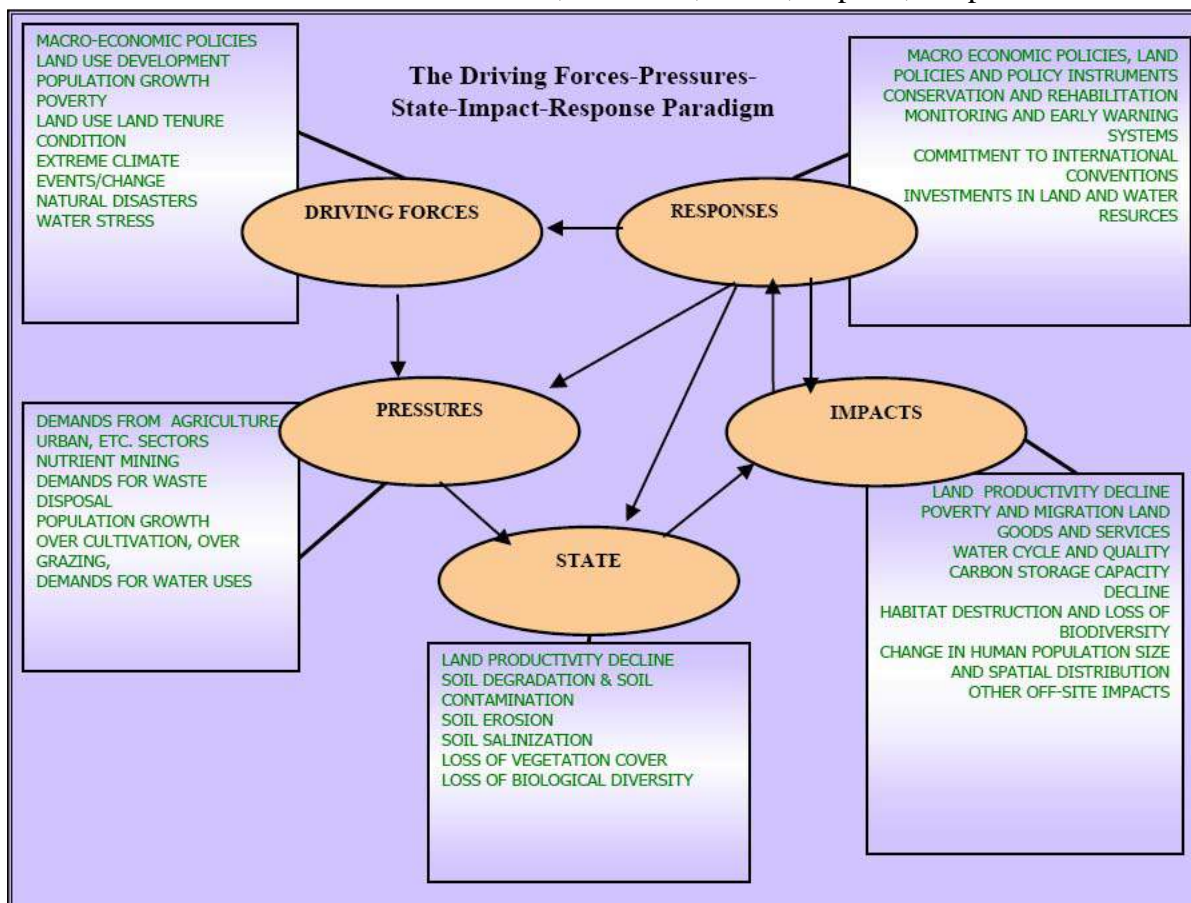 The Driving Forces-Pressures-
State-Impact-Response Paradigm
MACRO-ECONOMIC POLICIES
LAND USE DEVELOPMENT
POPULATION GROWTH
POVERTY
LAND USE LAND TENURE
CONDITION
EXTREME CLIMATE
EVENTS/CHANGE
NATURAL DISASTERS
WATER STRESS
MACRO ECONOMIC POLICIES, LAND
POLICIES AND POLICY INSTRUMENTS
CONSERVATION AND REHABILITATION
MONITORING AND EARLY WARNING
SYSTEMS
COMMITMENT TO INTERNATIONAL
CONVENTIONS
INVESTMENTS IN LAND AND WATER
RESURCES
DRIVING FORCES
RESPONSES
PRESSURES
IMPACTS
STATE
DEMANDS FROM AGRICULTURE
URBAN, ETC. SECTORS
NUTRIENT MINING
DEMANDS FOR WASTE
DISPOSAL
POPULATION GROWTH
OVER CULTIVATION, OVER
GRAZING,
DEMANDS FOR WATER USES
LAND PRODUCTIVITY DECLINE
POVERTY AND MIGRATION LAND
GOODS AND SERVICES
WATER CYCLE AND QUALITY
CARBON STORAGE CAPACITY
DECLINE
HABITAT DESTRUCTION AND LOSS OF
BIODIVERSITY
CHANGE IN HUMAN POPULATION SIZE
AND SPATIAL DISTRIBUTION
OTHER OFF-SITE IMPACTS
LAND PRODUCTIVITY DECLINE
SOIL DEGRADATION & SOIL
CONTAMINATION
SOIL EROSION
SOIL SALINIZATION
LOSS OF VEGETATION COVER
LOSS OF BIOLOGICAL DIVERSITY